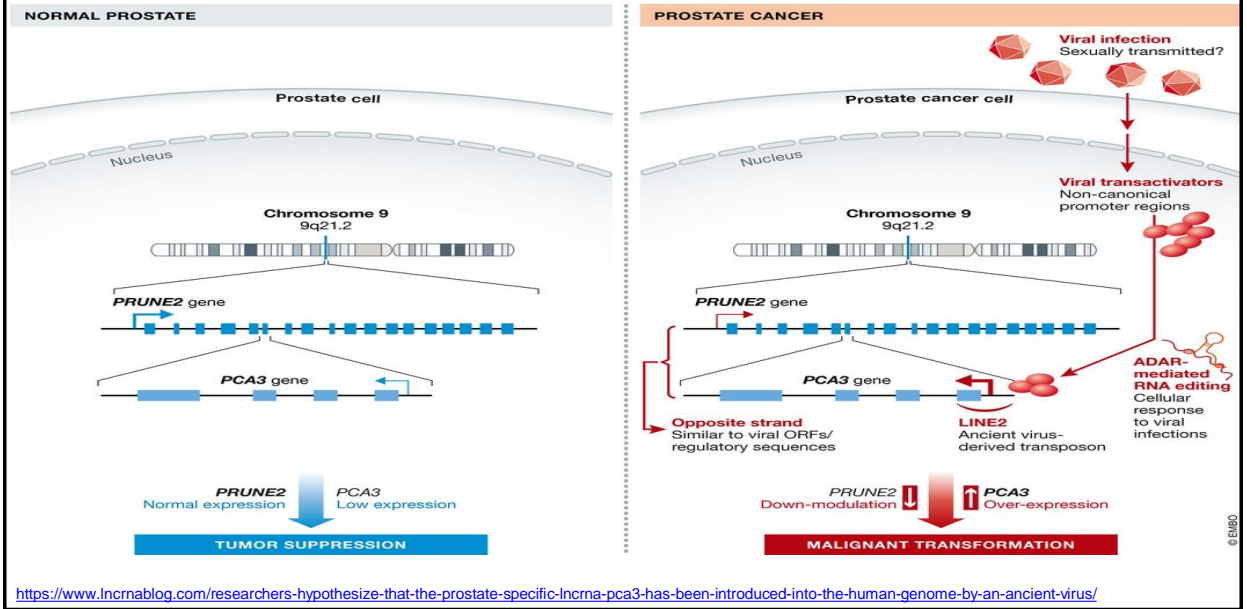 NORMAL PROSTATE
Prostate cell
Nucleus
Chromosome 9
9q21.2
PRUNE2 gene
PCA3 gene
PRUNE2
Normal expression
PCA3
Low expression
TUMOR SUPPRESSION
PROSTATE CANCER
Viral infection
Sexually transmitted?
Prostate cancer cell
Nucleus
Viral transactivators
Non-canonical
promoter regions
Chromosome 9
9q21.2
PRUNE2 gene
PCA3 gene
ADAR-
mediated
RNA editing
Cellular
response
to viral
infections
Opposite strand
Similar to viral ORFs/
regulatory sequences
LINE2
Ancient virus-
derived transposon
PRUNE2
Down-modulation
PCA3
Over-expression
MALIGNANT TRANSFORMATION
© EMBO
https://www.lncrnablog.com/researchers-hypothesize-that-the-prostate-specific-lncrna-pca3-has-been-introduced-into-the-human-genome-by-an-ancient-virus/